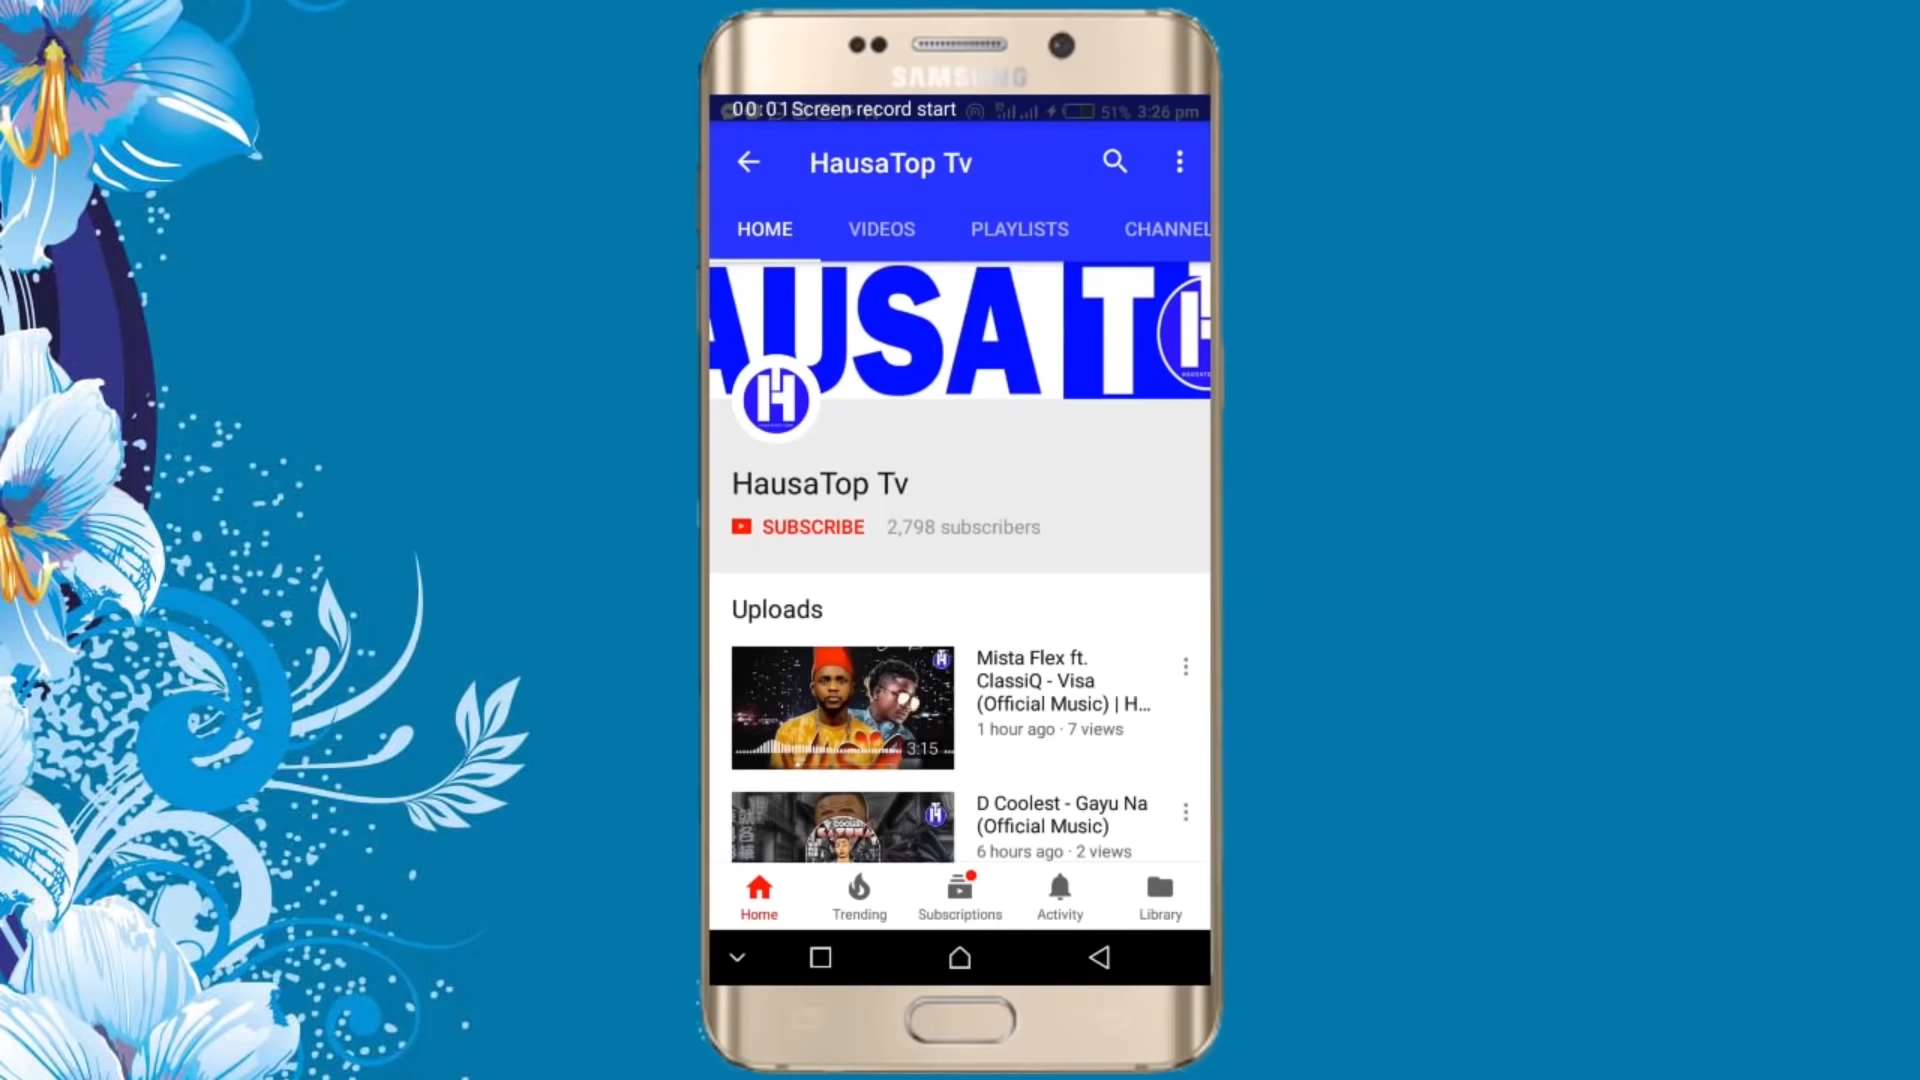 SAMSUNG
00:01 Screen record start
51% 3:26 pm
HausaTop Tv
HOME VIDEOS PLAYLISTS CHANNEL
AUSA T H
HausaTop Tv
SUBSCRIBE 2,798 subscribers
Uploads
Mista Flex ft.
ClassiQ - Visa
(Official Music) | H...
1 hour ago · 7 views
3:15
D Coolest - Gayu Na
(Official Music)
6 hours ago · 2 views
Home Trending Subscriptions Activity Library